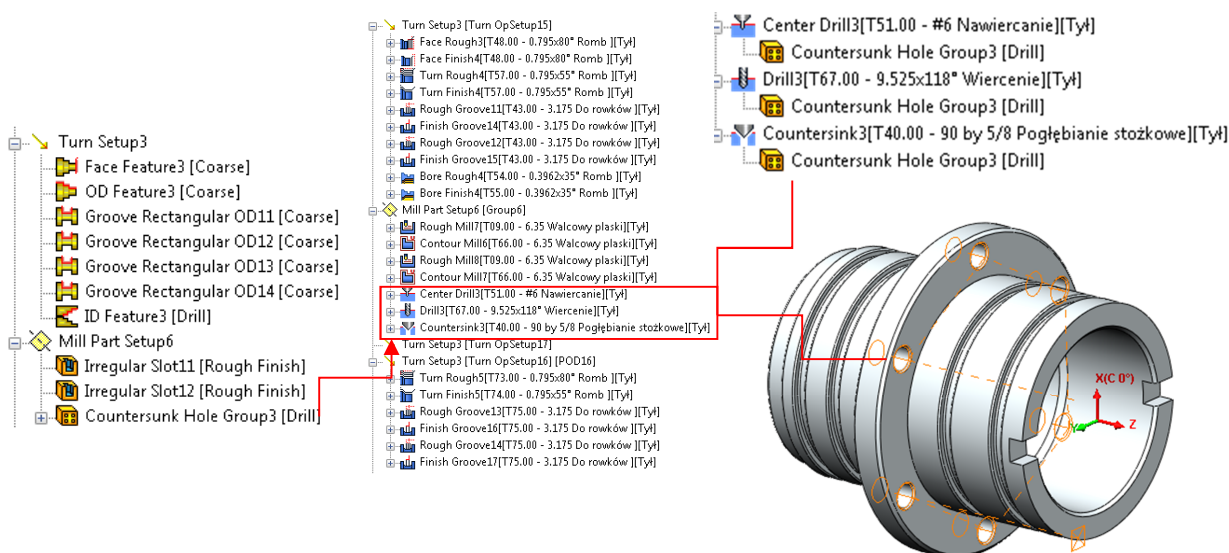 Turn Setup3
Face Feature3 [Coarse]
OD Feature3 [Coarse]
Groove Rectangular OD11 [Coarse]
Groove Rectangular OD12 [Coarse]
Groove Rectangular OD13 [Coarse]
Groove Rectangular OD14 [Coarse]
ID Feature3 [Drill]
Mill Part Setup6
Irregular Slot11 [Rough Finish]
Irregular Slot12 [Rough Finish]
Countersunk Hole Group3 [Drill]
Turn Setup3 [Turn OpSetup15]
Face Rough3[T48.00 - 0.795x80° Romb ][Tył]
Face Finish4[T48.00 - 0.795x80° Romb ][Tył]
Turn Rough4[T57.00 - 0.795x55° Romb ][Tył]
Turn Finish4[T57.00 - 0.795x55° Romb ][Tył]
Rough Groove11[T43.00 - 3.175 Do rowków ][Tył]
Finish Groove14[T43.00 - 3.175 Do rowków ][Tył]
Rough Groove12[T43.00 - 3.175 Do rowków ][Tył]
Finish Groove15[T43.00 - 3.175 Do rowków ][Tył]
Bore Rough4[T54.00 - 0.3962x35° Romb ][Tył]
Bore Finish4[T55.00 - 0.3962x35° Romb ][Tył]
Mill Part Setup6 [Group6]
Rough Mill7[T09.00 - 6.35 Walcowy plaski][Tył]
Contour Mill6[T66.00 - 6.35 Walcowy plaski][Tył]
Rough Mill8[T09.00 - 6.35 Walcowy plaski][Tył]
Contour Mill7[T66.00 - 6.35 Walcowy plaski][Tył]
Center Drill3[T51.00 - #6 Nawiercanie][Tył]
Drill3[T67.00 - 9.525x118° Wiercenie][Tył]
Countersink3[T40.00 - 90 by 5/8 Pogłębianie stożkowe][Tył]
Turn Setup3 [Turn OpSetup17]
Turn Setup3 [Turn OpSetup16] [POD16]
Turn Rough5[T73.00 - 0.795x80° Romb ][Tył]
Turn Finish5[T74.00 - 0.795x55° Romb ][Tył]
Rough Groove13[T75.00 - 3.175 Do rowków ][Tył]
Finish Groove16[T75.00 - 3.175 Do rowków ][Tył]
Rough Groove14[T75.00 - 3.175 Do rowków ][Tył]
Finish Groove17[T75.00 - 3.175 Do rowków ][Tył]
Center Drill3[T51.00 - #6 Nawiercanie][Tył]
Countersunk Hole Group3 [Drill]
Drill3[T67.00 - 9.525x118° Wiercenie][Tył]
Countersunk Hole Group3 [Drill]
Countersink3[T40.00 - 90 by 5/8 Pogłębianie stożkowe][Tył]
Countersunk Hole Group3 [Drill]
X(C 0°)
Y
Z